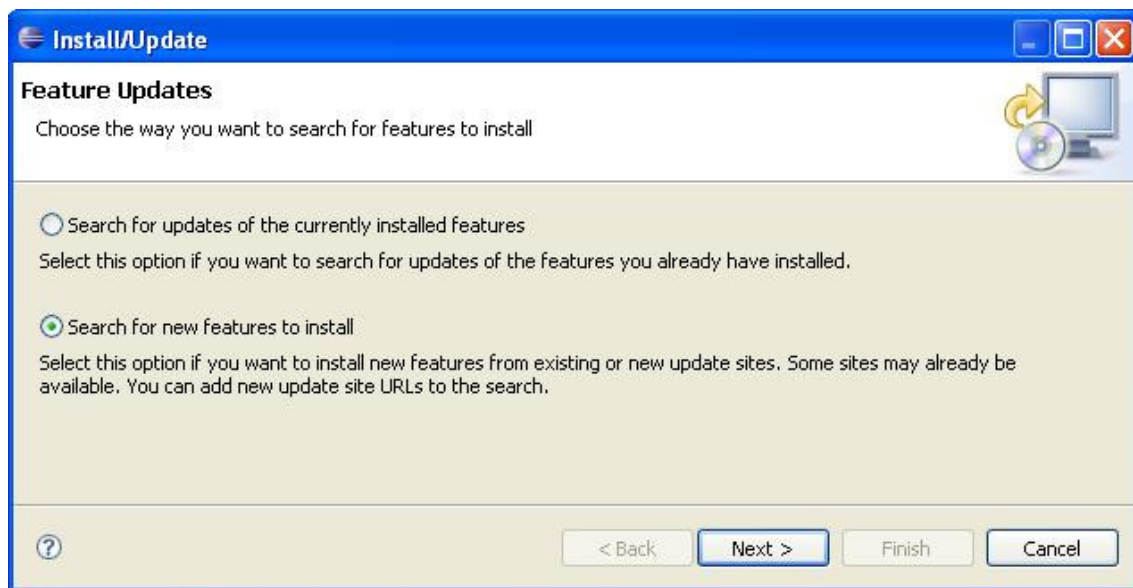 Install/Update
Feature Updates
Choose the way you want to search for features to install
Search for updates of the currently installed features
Select this option if you want to search for updates of the features you already have installed.
Search for new features to install
Select this option if you want to install new features from existing or new update sites. Some sites may already be
available. You can add new update site URLs to the search.
?
< Back
Next >
Finish
Cancel